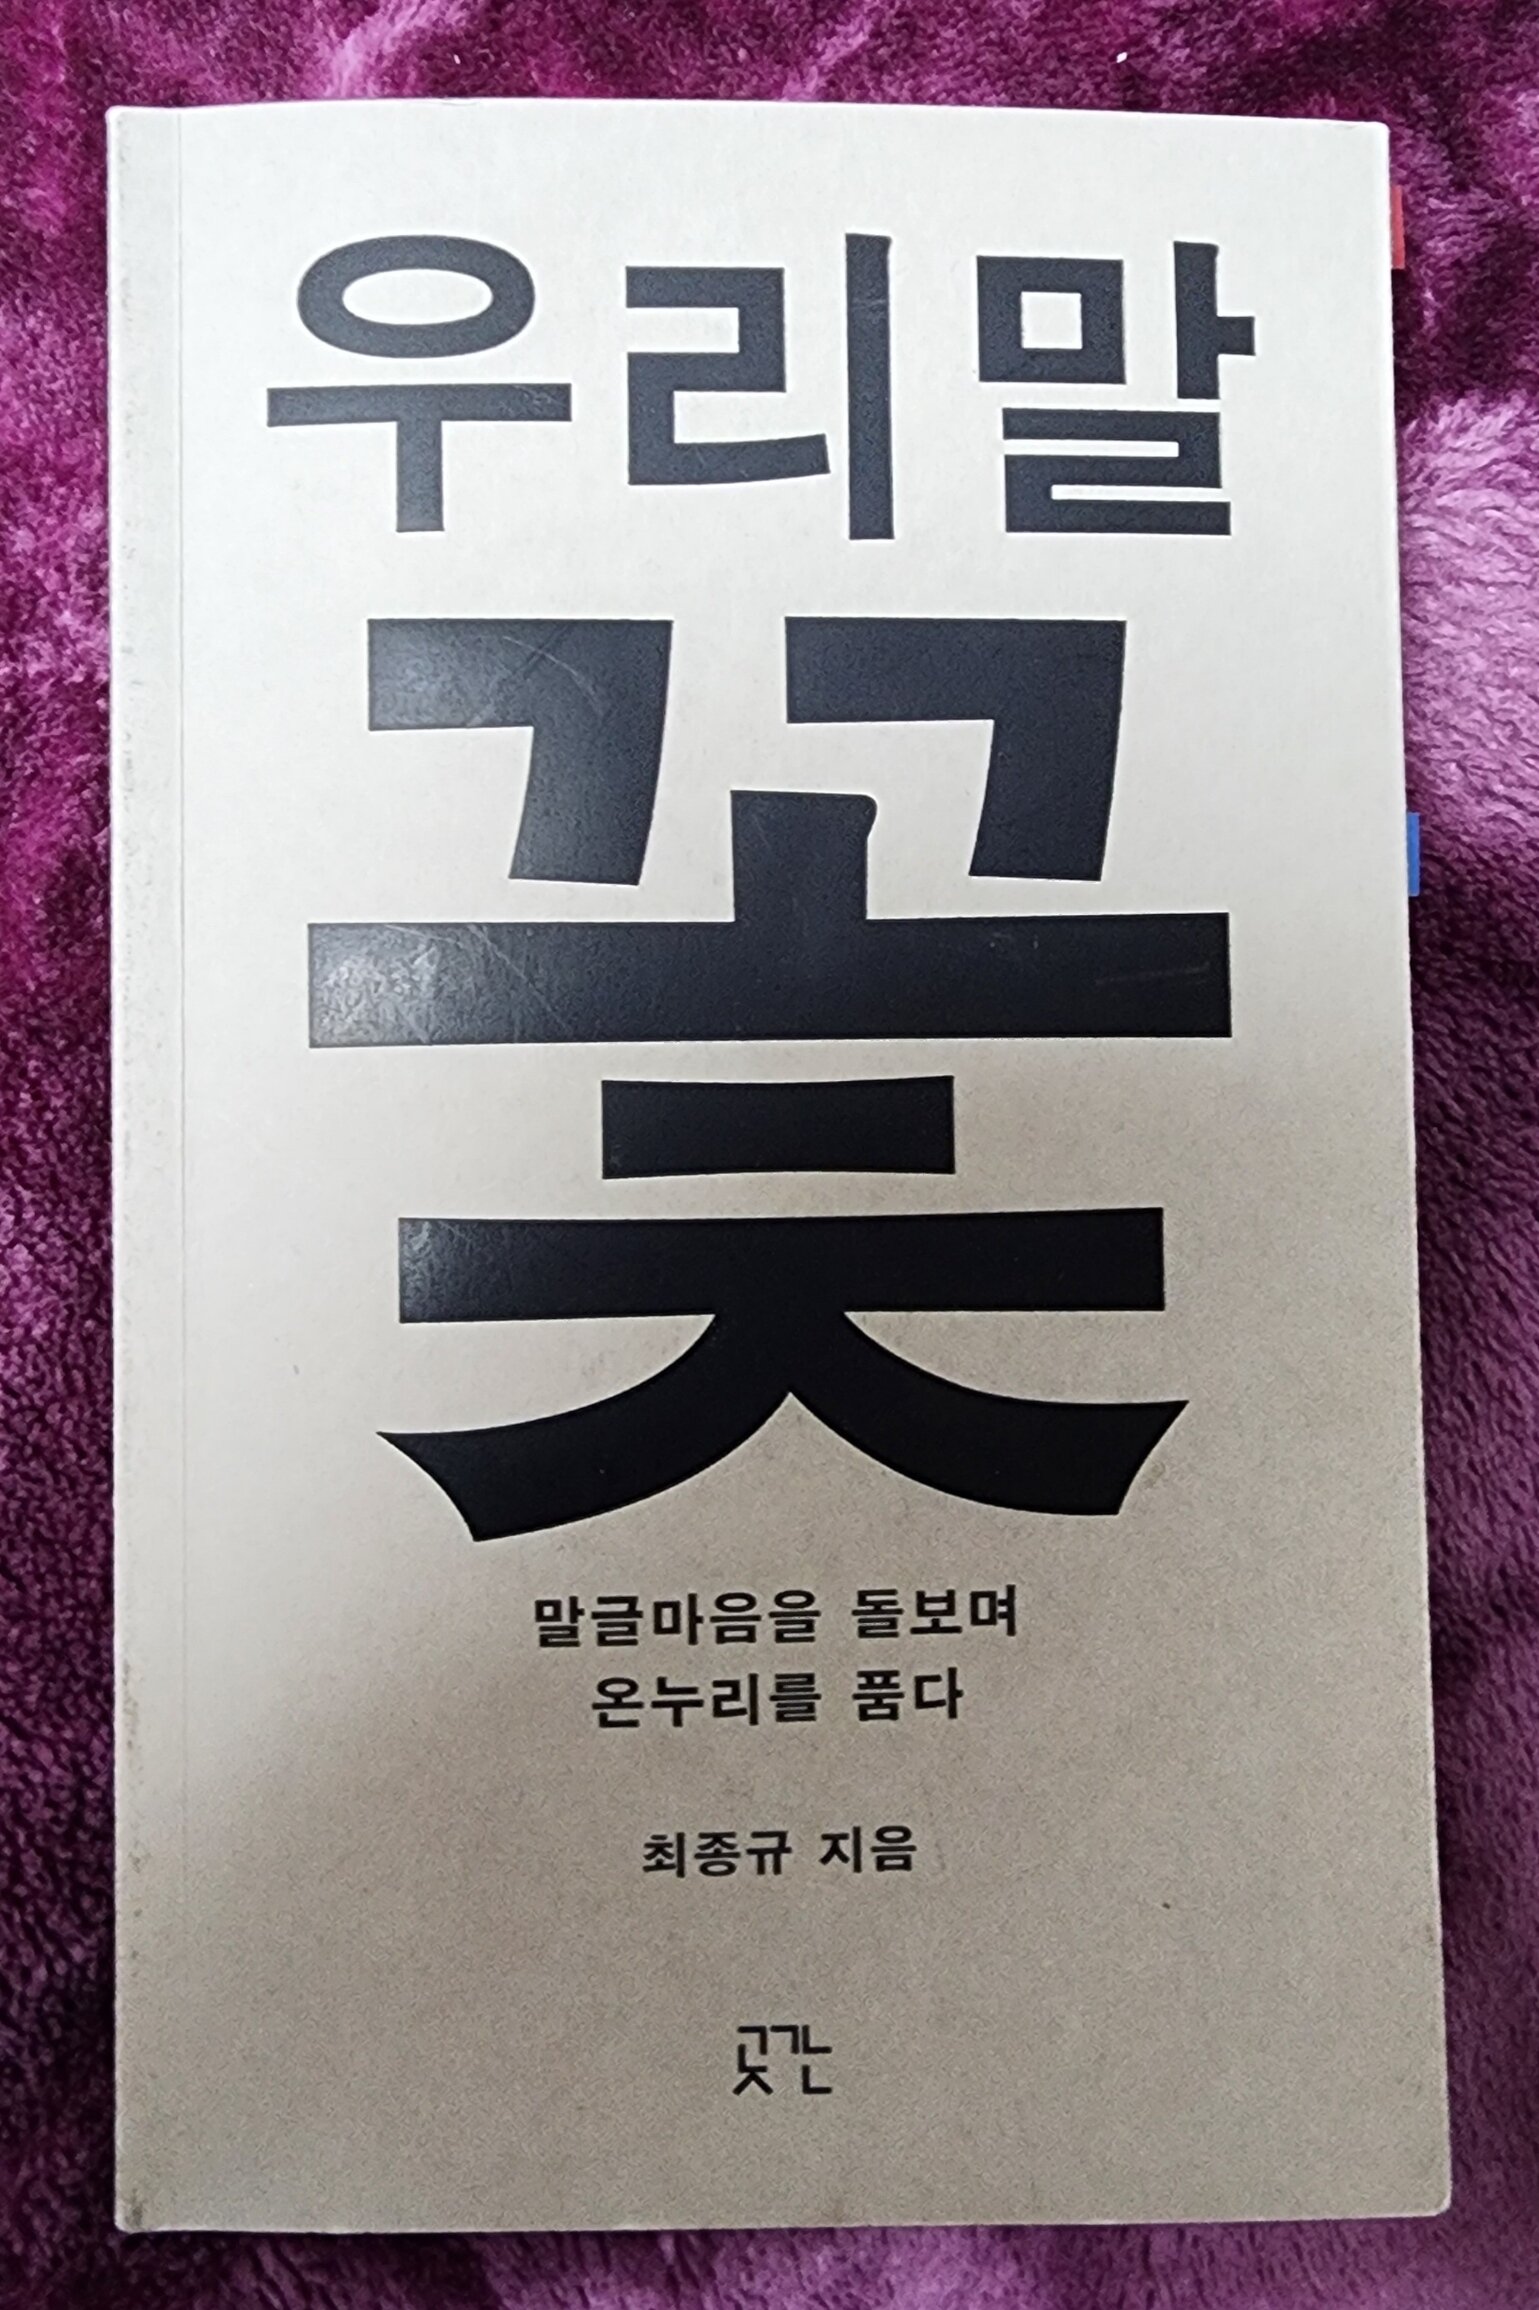 우리말
꽃
말글마음을 돌보며
온누리를 품다
최종규 지음
곳간